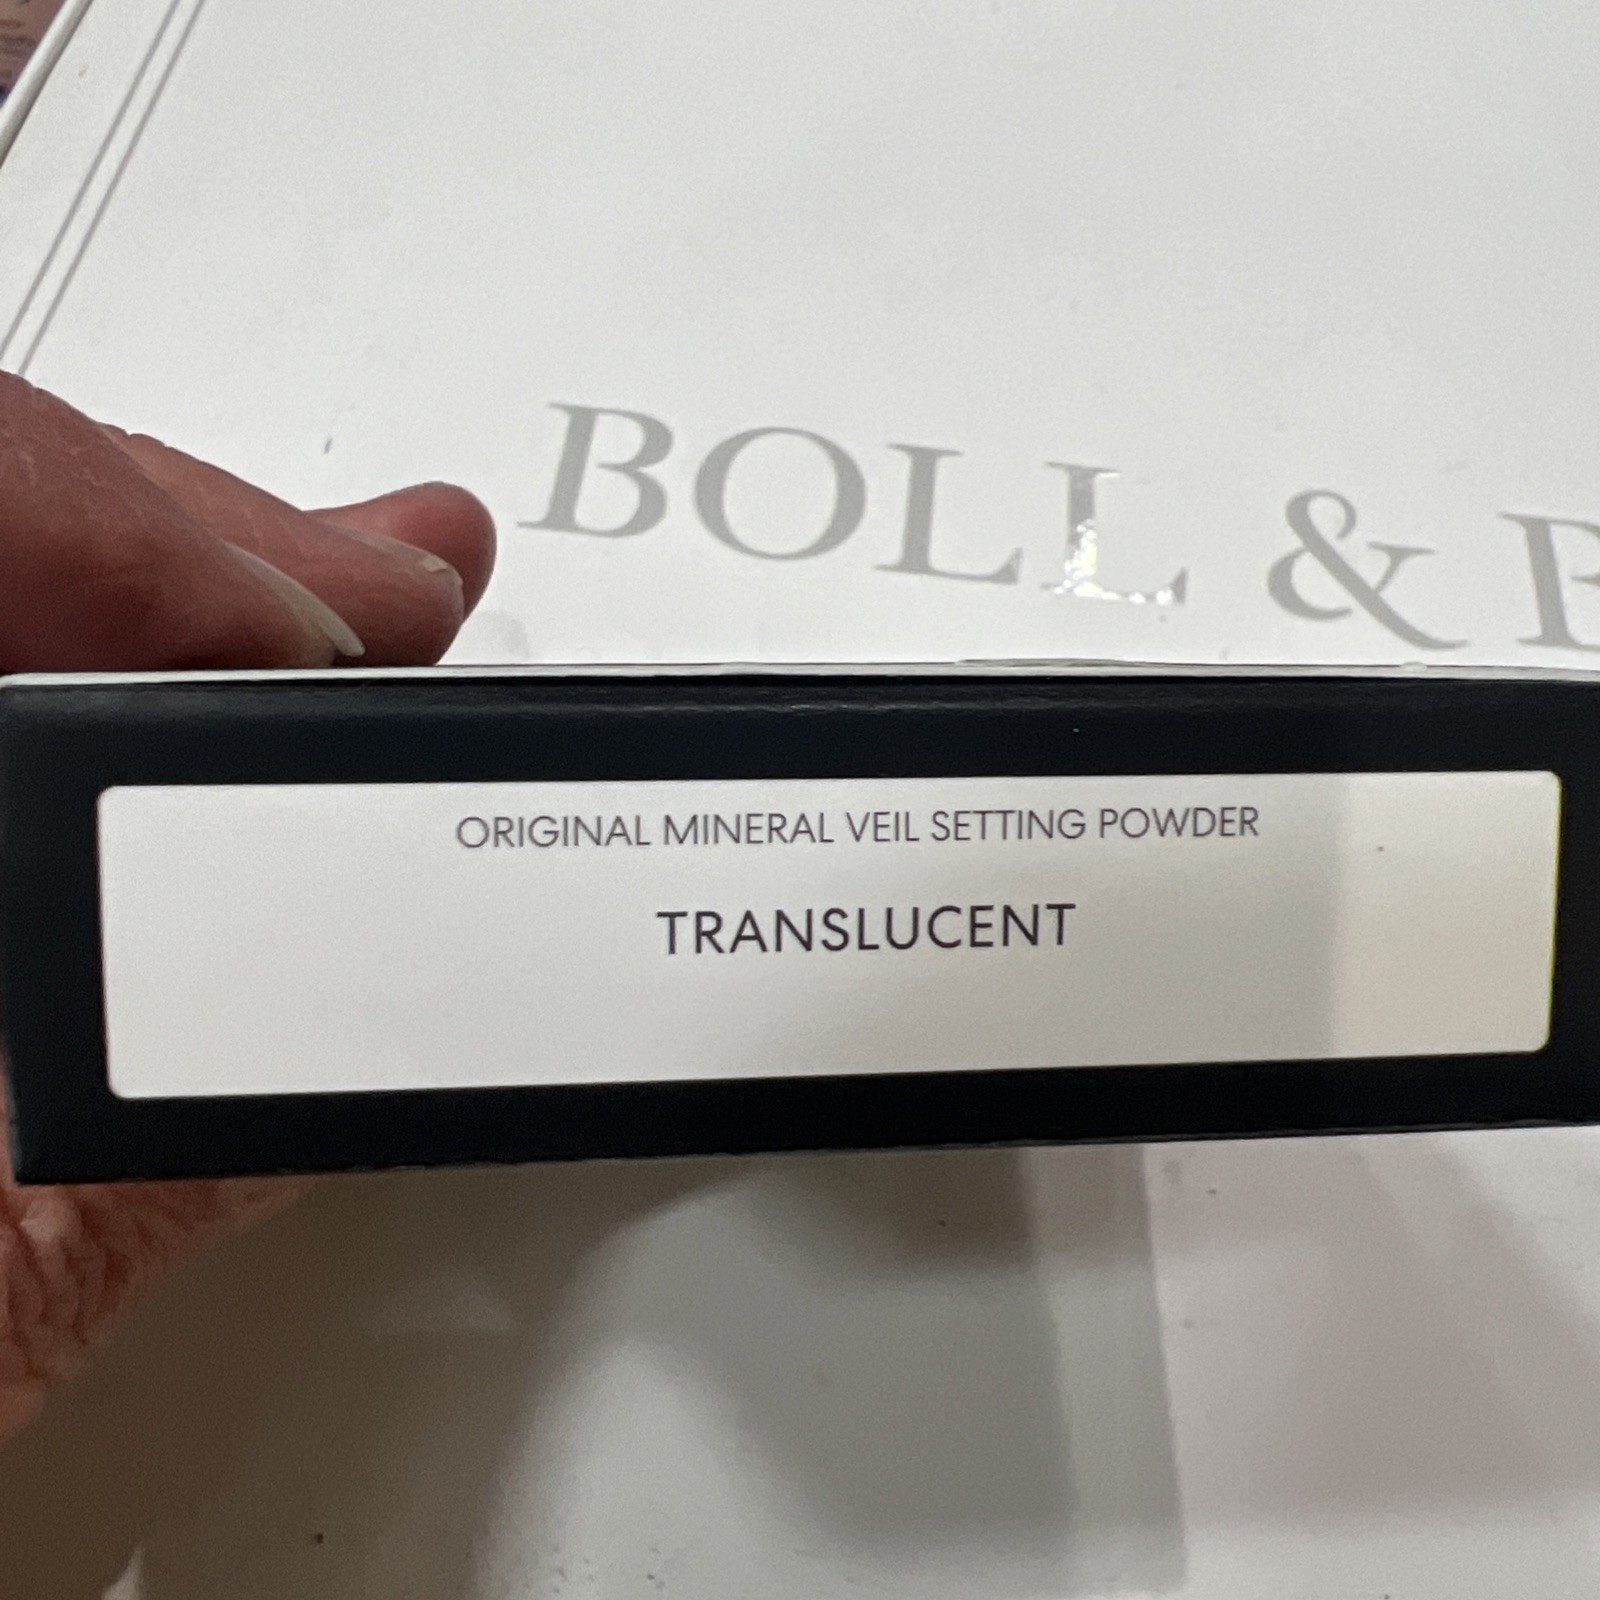 BOLL & B
ORIGINAL MINERAL VEIL SETTING POWDER
TRANSLUCENT